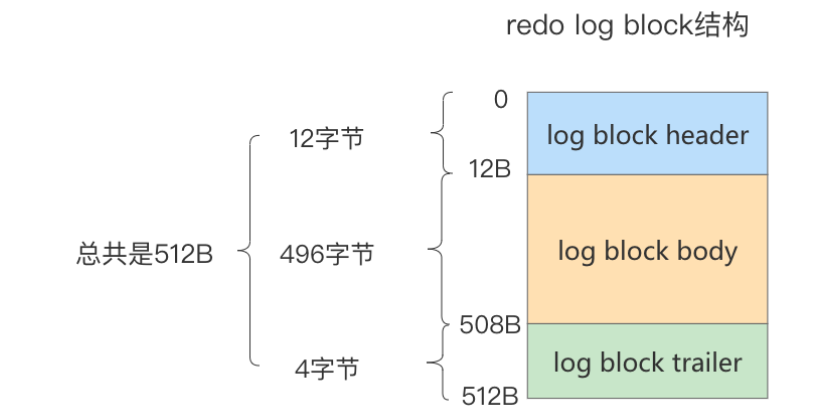 redo log block结构
0
log block header
12字节
12B
总共是512B
496字节
log block body
508B
log block trailer
4字节
512B